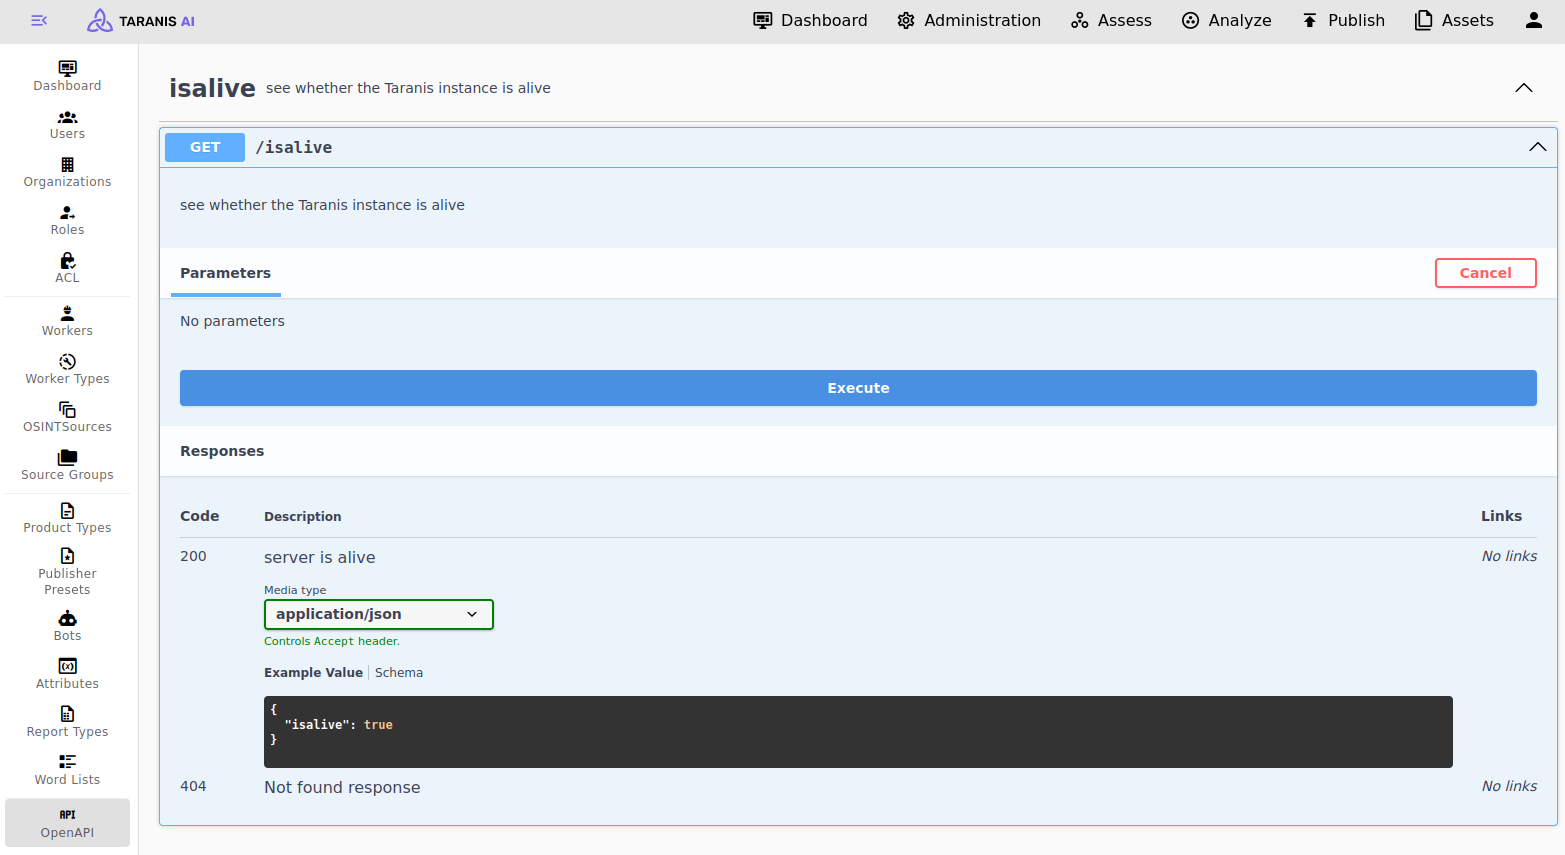 TARANIS AI
Dashboard
Administration
Assess
Analyze
Publish
Assets
Dashboard
Users
Organizations
Roles
ACL
Workers
Worker Types
OSINTSources
Source Groups
Product Types
Publisher
Presets
Bots
Attributes
Report Types
Word Lists
API
OpenAPI
isalive see whether the Taranis instance is alive
GET /isalive
see whether the Taranis instance is alive
Parameters Cancel
No parameters
Execute
Responses
Code Description Links
200 server is alive No links
Media type
application/json
Controls Accept header.
Example Value Schema
{
"isalive": true
}
404 Not found response No links